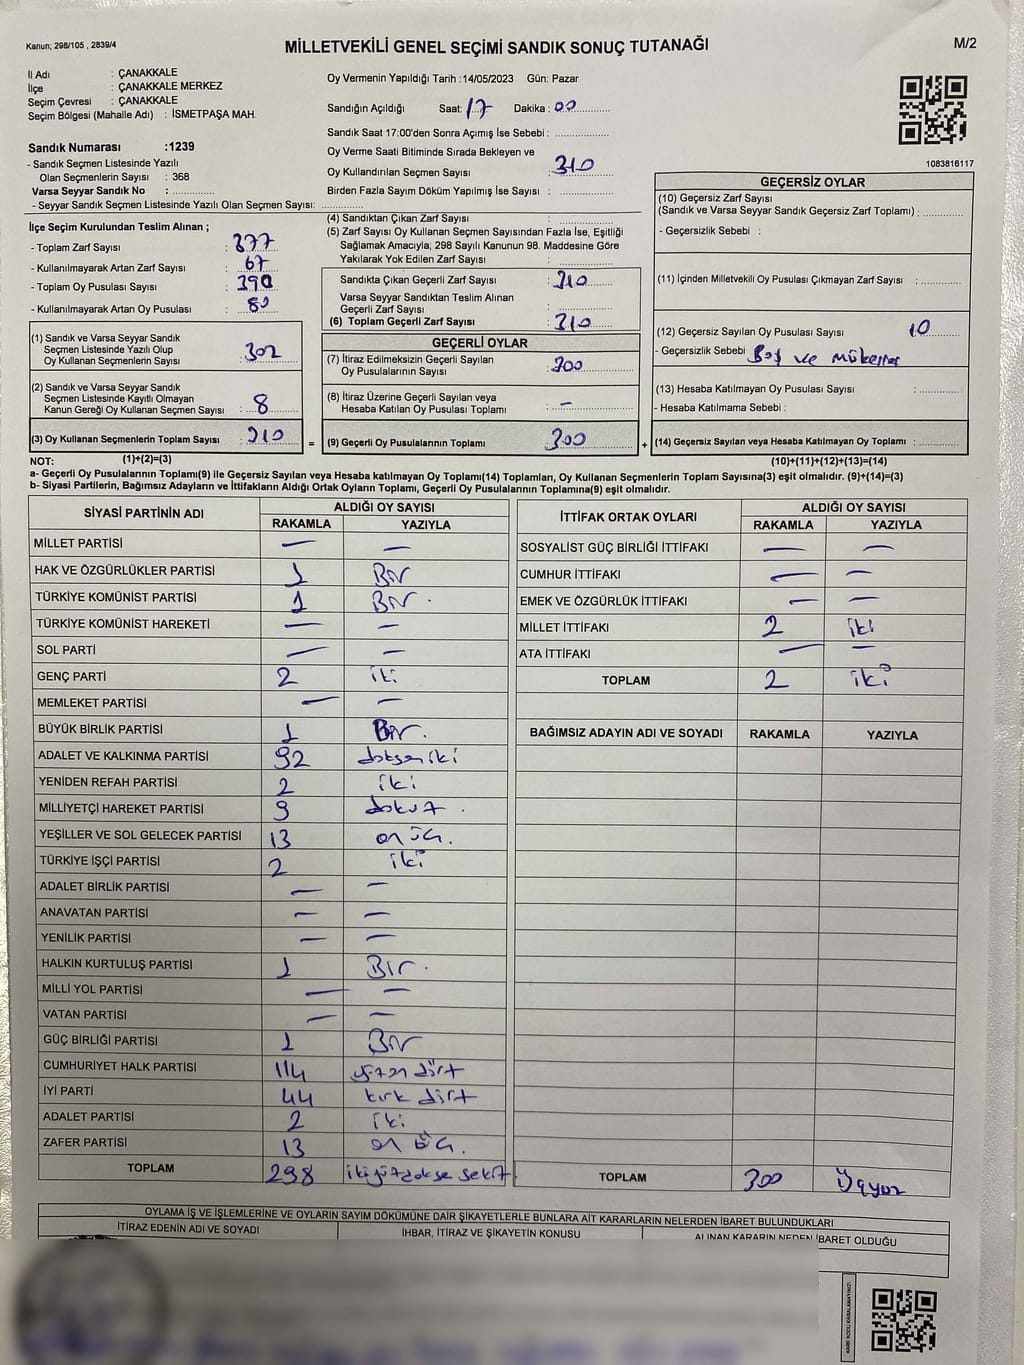 Kanun; 298/105 , 2839/4
MİLLETVEKİLİ GENEL SEÇİMİ SANDIK SONUÇ TUTANAĞI
M/2
İl Adı : ÇANAKKALE
İlçe : ÇANAKKALE MERKEZ
Seçim Çevresi : ÇANAKKALE
Seçim Bölgesi (Mahalle Adı) : İSMETPAŞA MAH.
Sandık Numarası :1239
- Sandık Seçmen Listesinde Yazılı
Olan Seçmenlerin Sayısı : 368
Varsa Seyyar Sandık No :
- Seyyar Sandık Seçmen Listesinde Yazılı Olan Seçmen Sayısı:
Oy Vermenin Yapıldığı Tarih :14/05/2023 Gün: Pazar
Sandığın Açıldığı Saat: 17 Dakika : 00
Sandık Saat 17.00'den Sonra Açımış İse Sebebi :
Oy Verme Saati Bitiminde Sırada Bekleyen ve
Oy Kullandırılan Seçmen Sayısı : 310
Birden Fazla Sayım Döküm Yapılmış İse Sayısı :
1083816117
İlçe Seçim Kurulundan Teslim Alınan ;
- Toplam Zarf Sayısı : 377
- Kullanılmayarak Artan Zarf Sayısı : 67
- Toplam Oy Pusulası Sayısı : 390
- Kullanılmayarak Artan Oy Pusulası : 80
(1) Sandık ve Varsa Seyyar Sandık
Seçmen Listesinde Yazılı Olup
Oy Kullanan Seçmenlerin Sayısı : 302
(2) Sandık ve Varsa Seyyar Sandık
Seçmen Listesinde Kayıtlı Olmayan
Kanun Gereği Oy Kullanan Seçmen Sayısı : 8
(3) Oy Kullanan Seçmenlerin Toplam Sayısı : 310
(1)+(2)=(3)
(4) Sandıktan Çıkan Zarf Sayısı :
(5) Zarf Sayısı Oy Kullanan Seçmen Sayısından Fazla İse, Eşitliği
Sağlamak Amacıyla; 298 Sayılı Kanunun 98. Maddesine Göre
Yakılarak Yok Edilen Zarf Sayısı :
Sandıkta Çıkan Geçerli Zarf Sayısı : 310
Varsa Seyyar Sandıktan Teslim Alınan
Geçerli Zarf Sayısı :
(6) Toplam Geçerli Zarf Sayısı : 310
GEÇERLİ OYLAR
(7) İtiraz Edilmeksizin Geçerli Sayılan
Oy Pusulalarının Sayısı : 300
(8) İtiraz Üzerine Geçerli Sayılan veya
Hesaba Katılan Oy Pusulası Toplamı : —
= (9) Geçerli Oy Pusulalarının Toplamı : 300 +
GEÇERSİZ OYLAR
(10) Geçersiz Zarf Sayısı
(Sandık ve Varsa Seyyar Sandık Geçersiz Zarf Toplamı) :
- Geçersizlik Sebebi :
(11) İçinden Milletvekili Oy Pusulası Çıkmayan Zarf Sayısı :
(12) Geçersiz Sayılan Oy Pusulası Sayısı : 10
- Geçersizlik Sebebi : Boş ve
(13) Hesaba Katılmayan Oy Pusulası Sayısı :
- Hesaba Katılmama Sebebi :
(14) Geçersiz Sayılan veya Hesaba Katılmayan Oy Toplamı :
(10)+(11)+(12)+(13)=(14)
NOT:
a- Geçerli Oy Pusulalarının Toplamı(9) ile Geçersiz Sayılan veya Hesaba katılmayan Oy Toplamı(14) Toplamları, Oy Kullanan Seçmenlerin Toplam Sayısına(3) eşit olmalıdır. (9)+(14)=(3)
b- Siyasi Partilerin, Bağımsız Adayların ve İttifakların Aldığı Ortak Oyların Toplamı, Geçerli Oy Pusulalarının Toplamına(9) eşit olmalıdır.
SİYASİ PARTİNİN ADI
ALDIĞI OY SAYISI
RAKAMLA YAZIYLA
MİLLET PARTİSİ — —
HAK VE ÖZGÜRLÜKLER PARTİSİ 1 Bir
TÜRKİYE KOMÜNİST PARTİSİ 1 Bir.
TÜRKİYE KOMÜNİST HAREKETİ — —
SOL PARTİ — —
GENÇ PARTİ 2 iki
MEMLEKET PARTİSİ — —
BÜYÜK BİRLİK PARTİSİ 1 Bir.
ADALET VE KALKINMA PARTİSİ 92 doksan iki
YENİDEN REFAH PARTİSİ 2 iki
MİLLİYETÇİ HAREKET PARTİSİ 9 dokuz.
YEŞİLLER VE SOL GELECEK PARTİSİ 13 on üç.
TÜRKİYE İŞÇİ PARTİSİ 2 iki
ADALET BİRLİK PARTİSİ — —
ANAVATAN PARTİSİ — —
YENİLİK PARTİSİ — —
HALKIN KURTULUŞ PARTİSİ 1 Bir.
MİLLİ YOL PARTİSİ — —
VATAN PARTİSİ — —
GÜÇ BİRLİĞİ PARTİSİ 1 Bir
CUMHURİYET HALK PARTİSİ 114 yüzon dört
İYİ PARTİ 44 kırk dört
ADALET PARTİSİ 2 iki
ZAFER PARTİSİ 13 on üç.
TOPLAM 298 ikiyüzdokse sekiz
İTTİFAK ORTAK OYLARI
ALDIĞI OY SAYISI
RAKAMLA YAZIYLA
SOSYALİST GÜÇ BİRLİĞİ İTTİFAKI — —
CUMHUR İTTİFAKI — —
EMEK VE ÖZGÜRLÜK İTTİFAKI — —
MİLLET İTTİFAKI 2 iki
ATA İTTİFAKI — —
TOPLAM 2 iki
BAĞIMSIZ ADAYIN ADI VE SOYADI RAKAMLA YAZIYLA
TOPLAM 300 Üçyüz
OYLAMA İŞ VE İŞLEMLERİNE VE OYLARIN SAYIM DÖKÜMÜNE DAİR ŞİKAYETLERLE BUNLARA AİT KARARLARIN NELERDEN İBARET BULUNDUKLARI
İTİRAZ EDENİN ADI VE SOYADI
İHBAR, İTİRAZ VE ŞİKAYETİN KONUSU
ALINAN KARARIN NEDEN İBARET OLDUĞU
KARE KODU KARALAMAYINIZ!